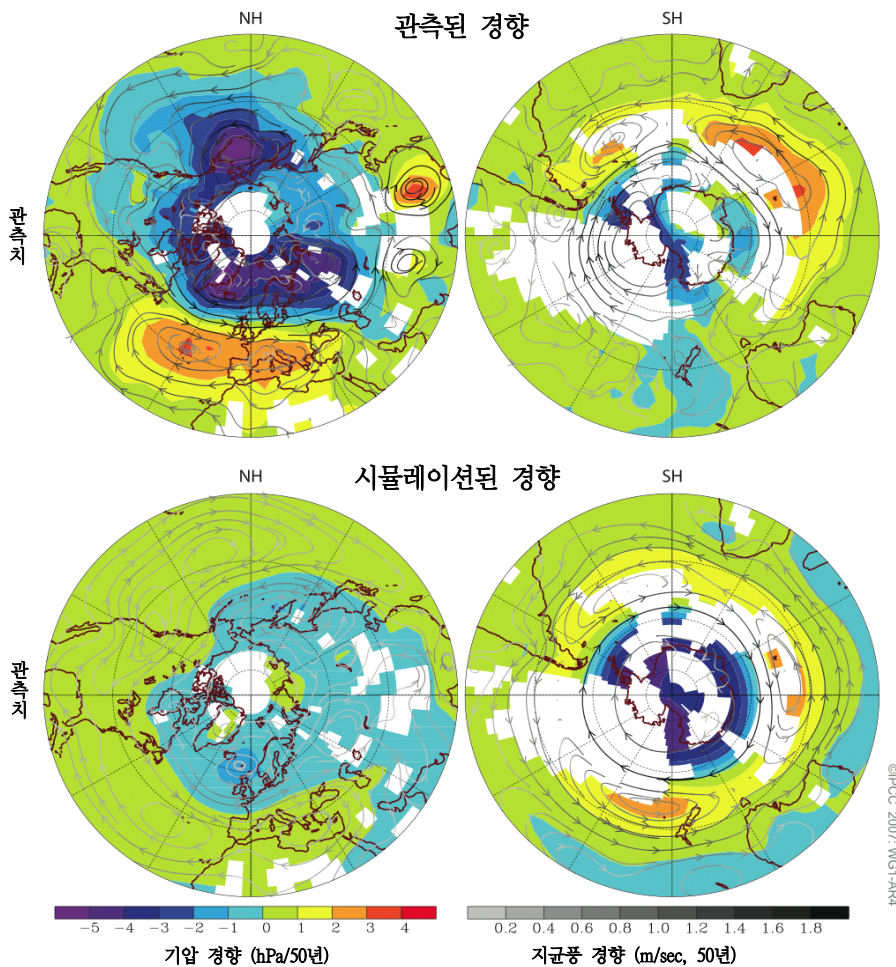 NH
관측된 경향
SH
관측치
NH
시뮬레이션된 경향
SH
관측치
©IPCC 2007: WG1-AR4
-5 -4 -3 -2 -1 0 1 2 3 4
기압 경향 (hPa/50년)
0.2 0.4 0.6 0.8 1.0 1.2 1.4 1.6 1.8
지균풍 경향 (m/sec, 50년)